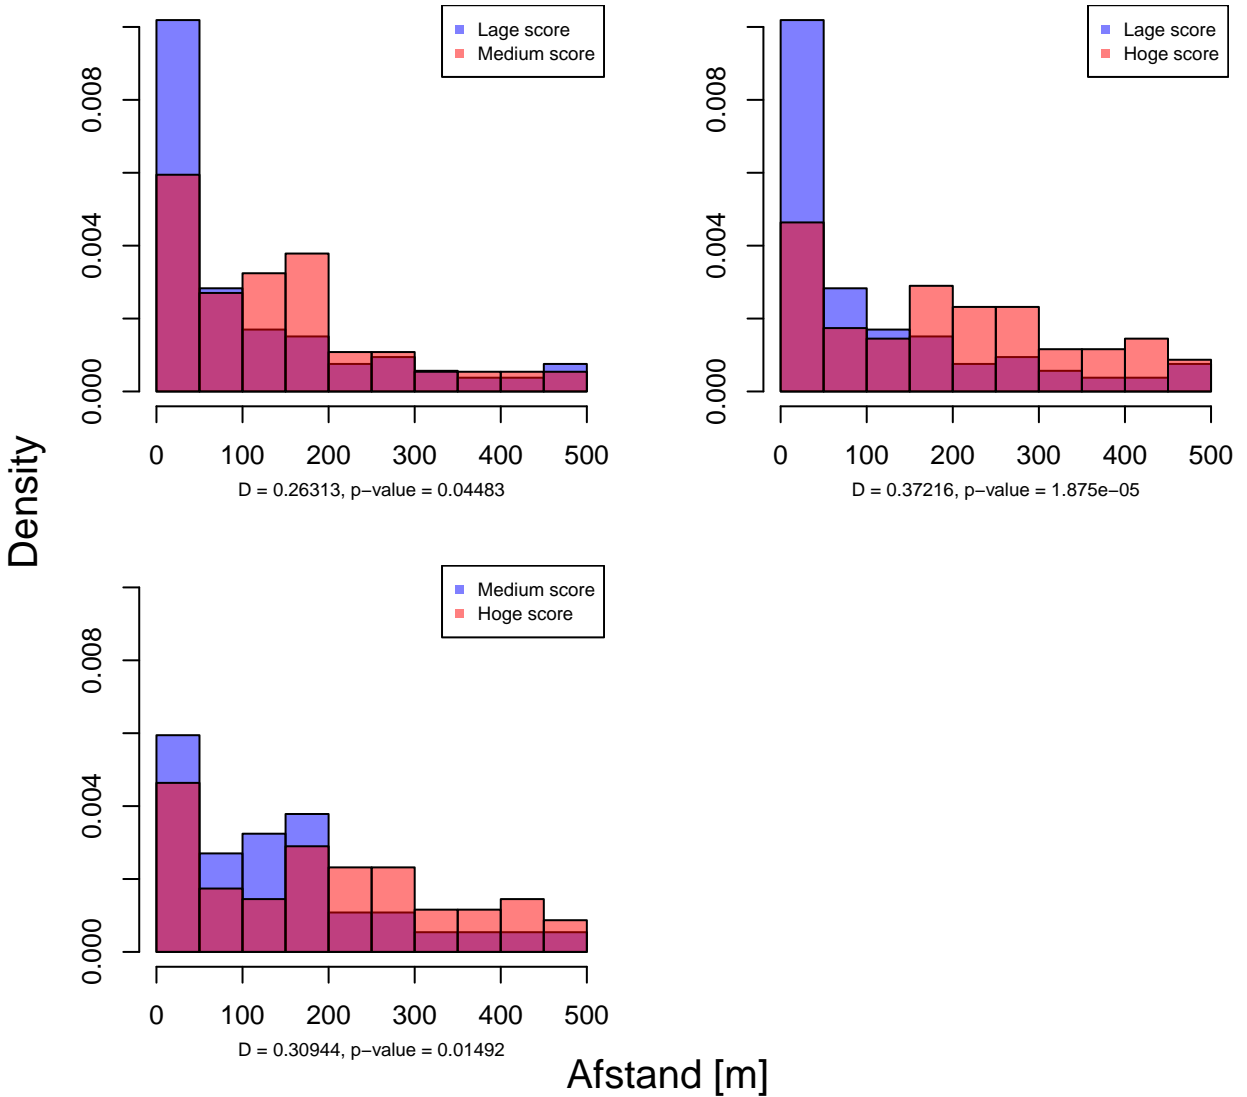 Lage score
Medium score
0.000
0.004
0.008
0 100 200 300 400 500
D = 0.26313, p−value = 0.04483
Lage score
Hoge score
0.000
0.004
0.008
0 100 200 300 400 500
D = 0.37216, p−value = 1.875e−05
Density
Medium score
Hoge score
0.000
0.004
0.008
0 100 200 300 400 500
D = 0.30944, p−value = 0.01492
Afstand [m]